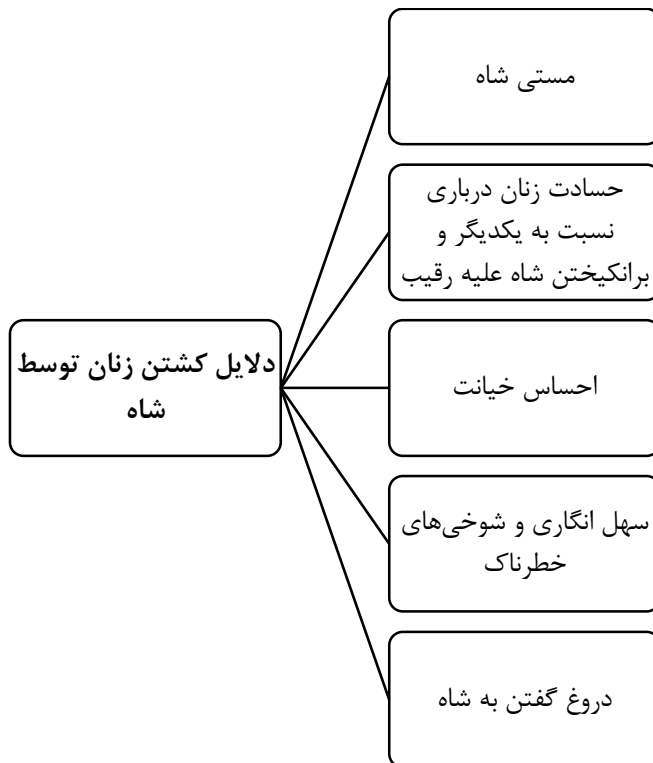 دلایل کشتن زنان توسط
شاه
مستی شاه
حسادت زنان درباری
نسبت به یکدیگر و
برانکیختن شاه علیه رقیب
احساس خیانت
سهل انگاری و شوخی‌های
خطرناک
دروغ گفتن به شاه